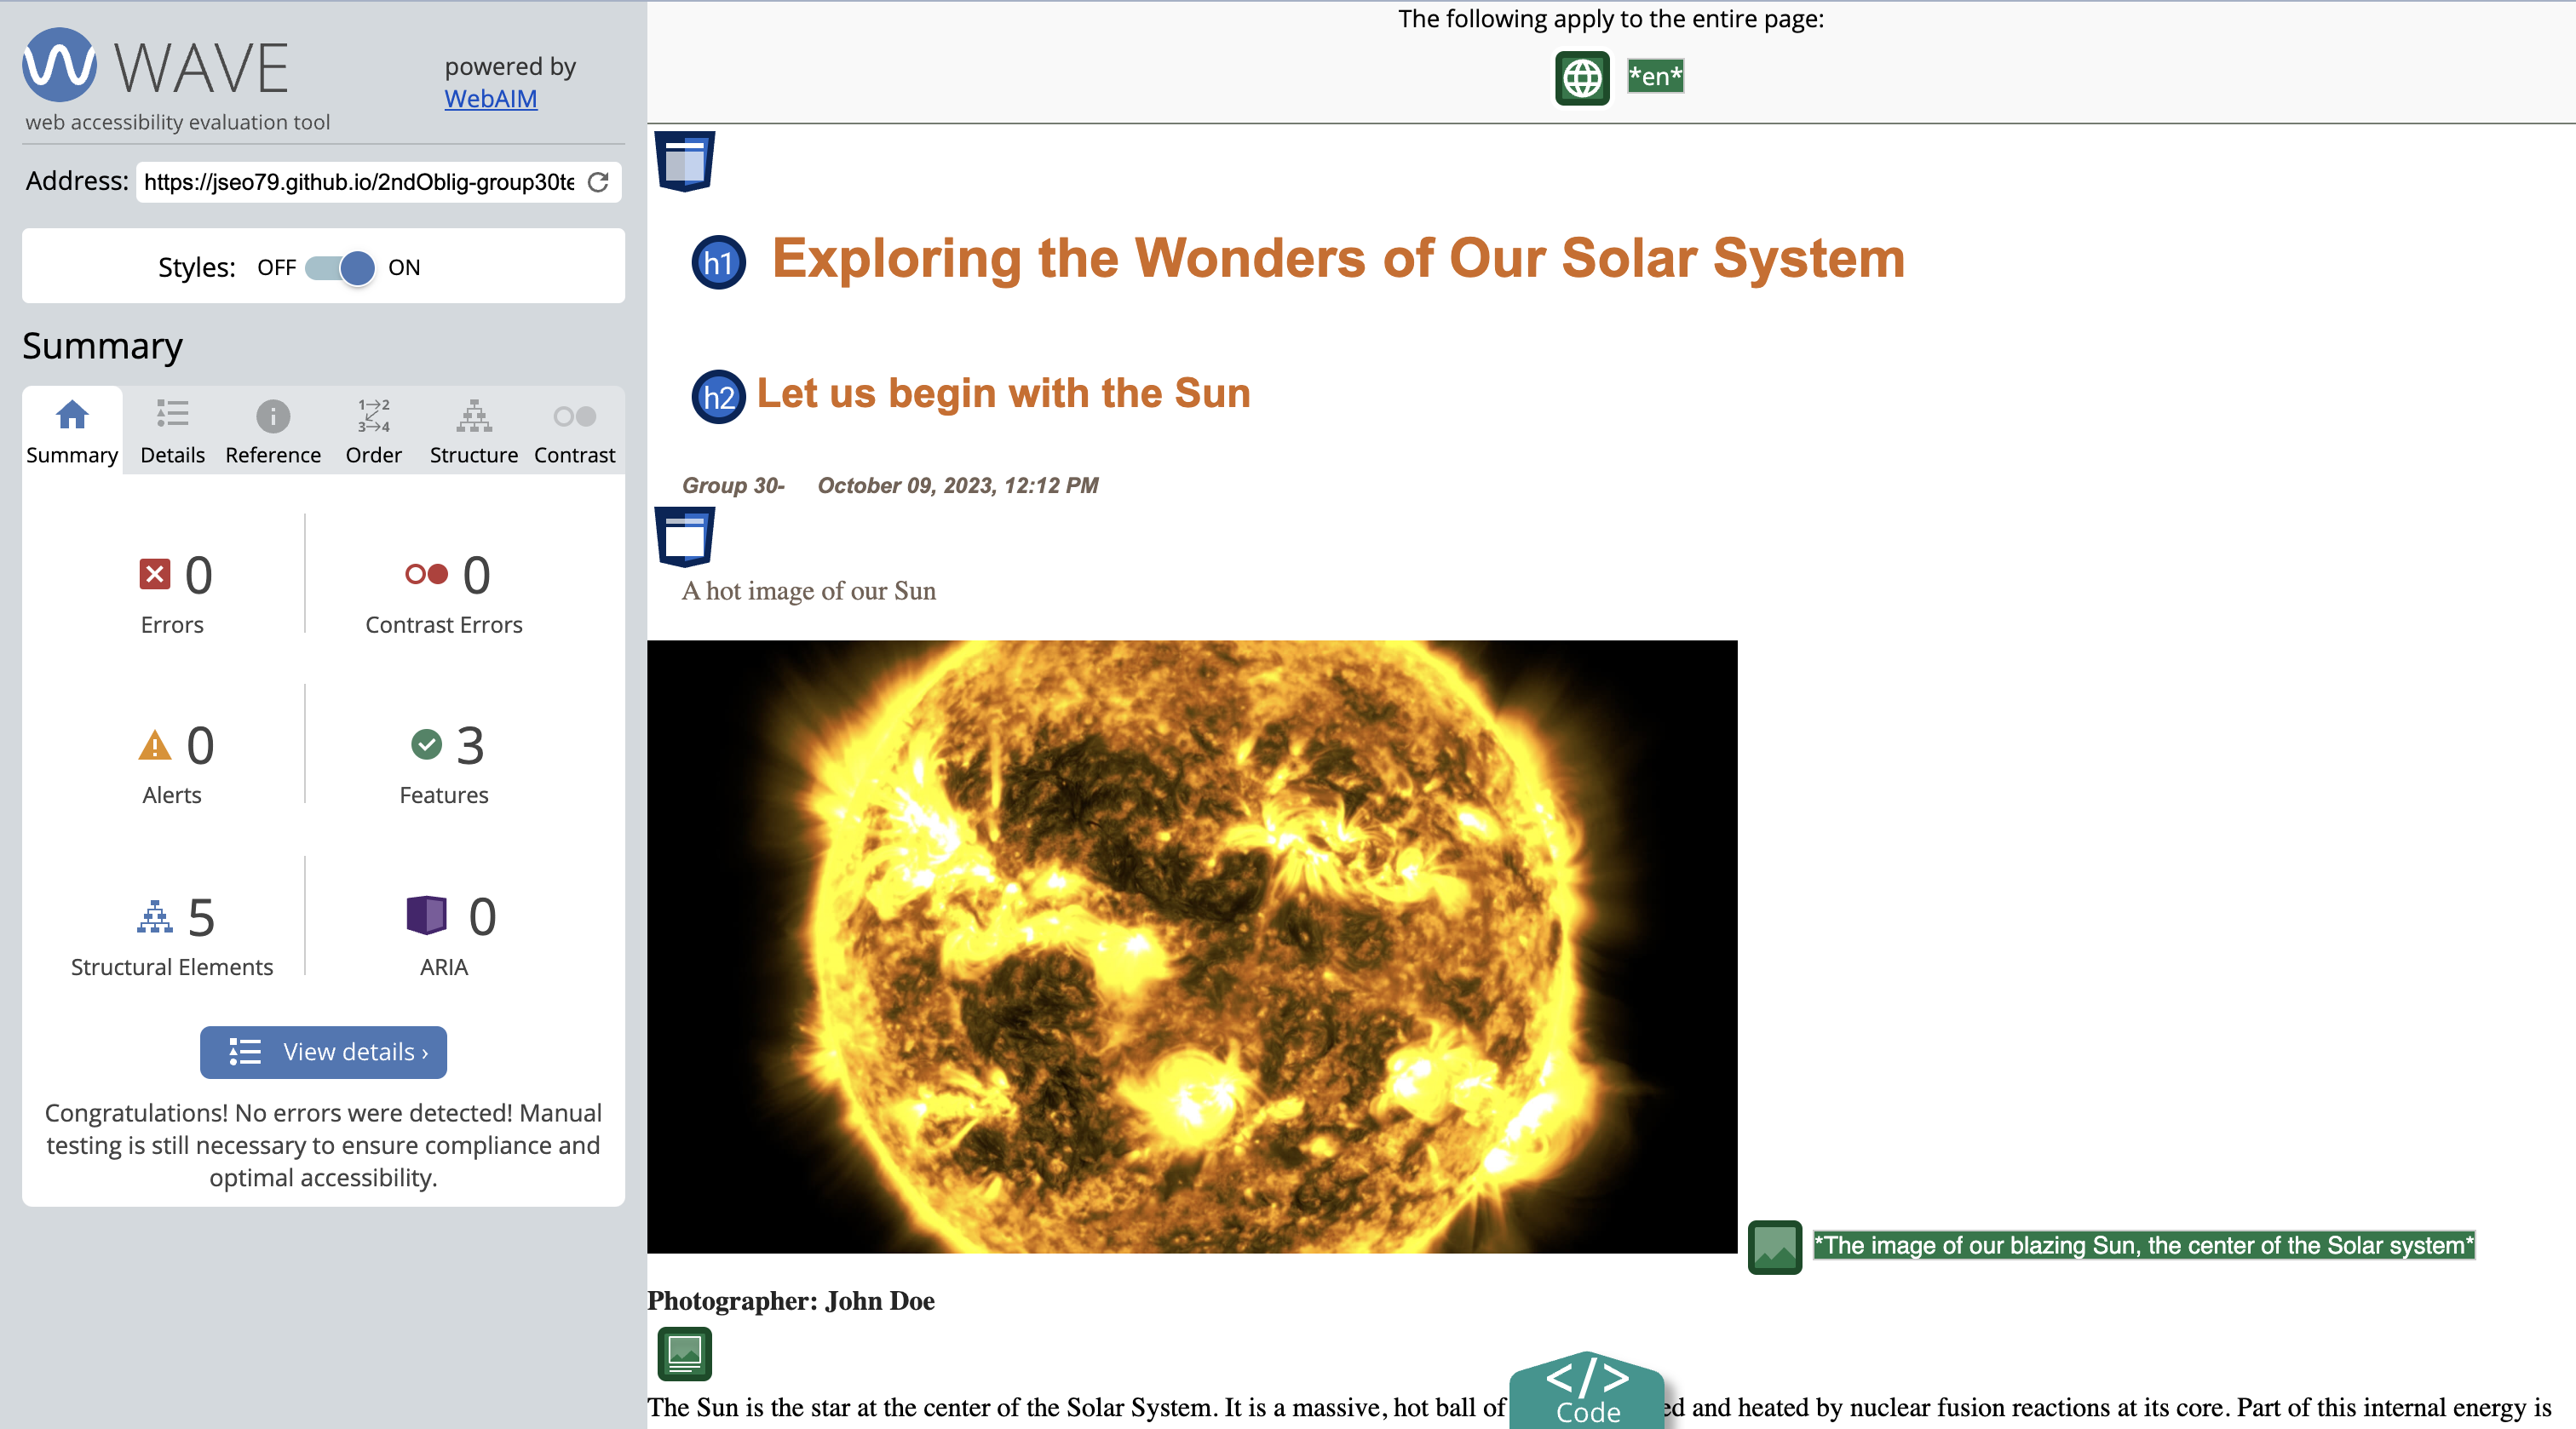 WAVE
powered by
WebAIM
web accessibility evaluation tool
Address: https://jseo79.github.io/2ndOblig-group30te
Styles: OFF ON
Summary
Summary Details Reference Order Structure Contrast
i
1→2
3→4
0
Errors
0
Contrast Errors
0
Alerts
3
Features
5
Structural Elements
0
ARIA
View details ›
Congratulations! No errors were detected! Manual
testing is still necessary to ensure compliance and
optimal accessibility.
The following apply to the entire page:
*en*
h1 Exploring the Wonders of Our Solar System
h2 Let us begin with the Sun
Group 30- October 09, 2023, 12:12 PM
A hot image of our Sun
*The image of our blazing Sun, the center of the Solar system*
Photographer: John Doe
</> Code
The Sun is the star at the center of the Solar System. It is a massive, hot ball of ed and heated by nuclear fusion reactions at its core. Part of this internal energy is